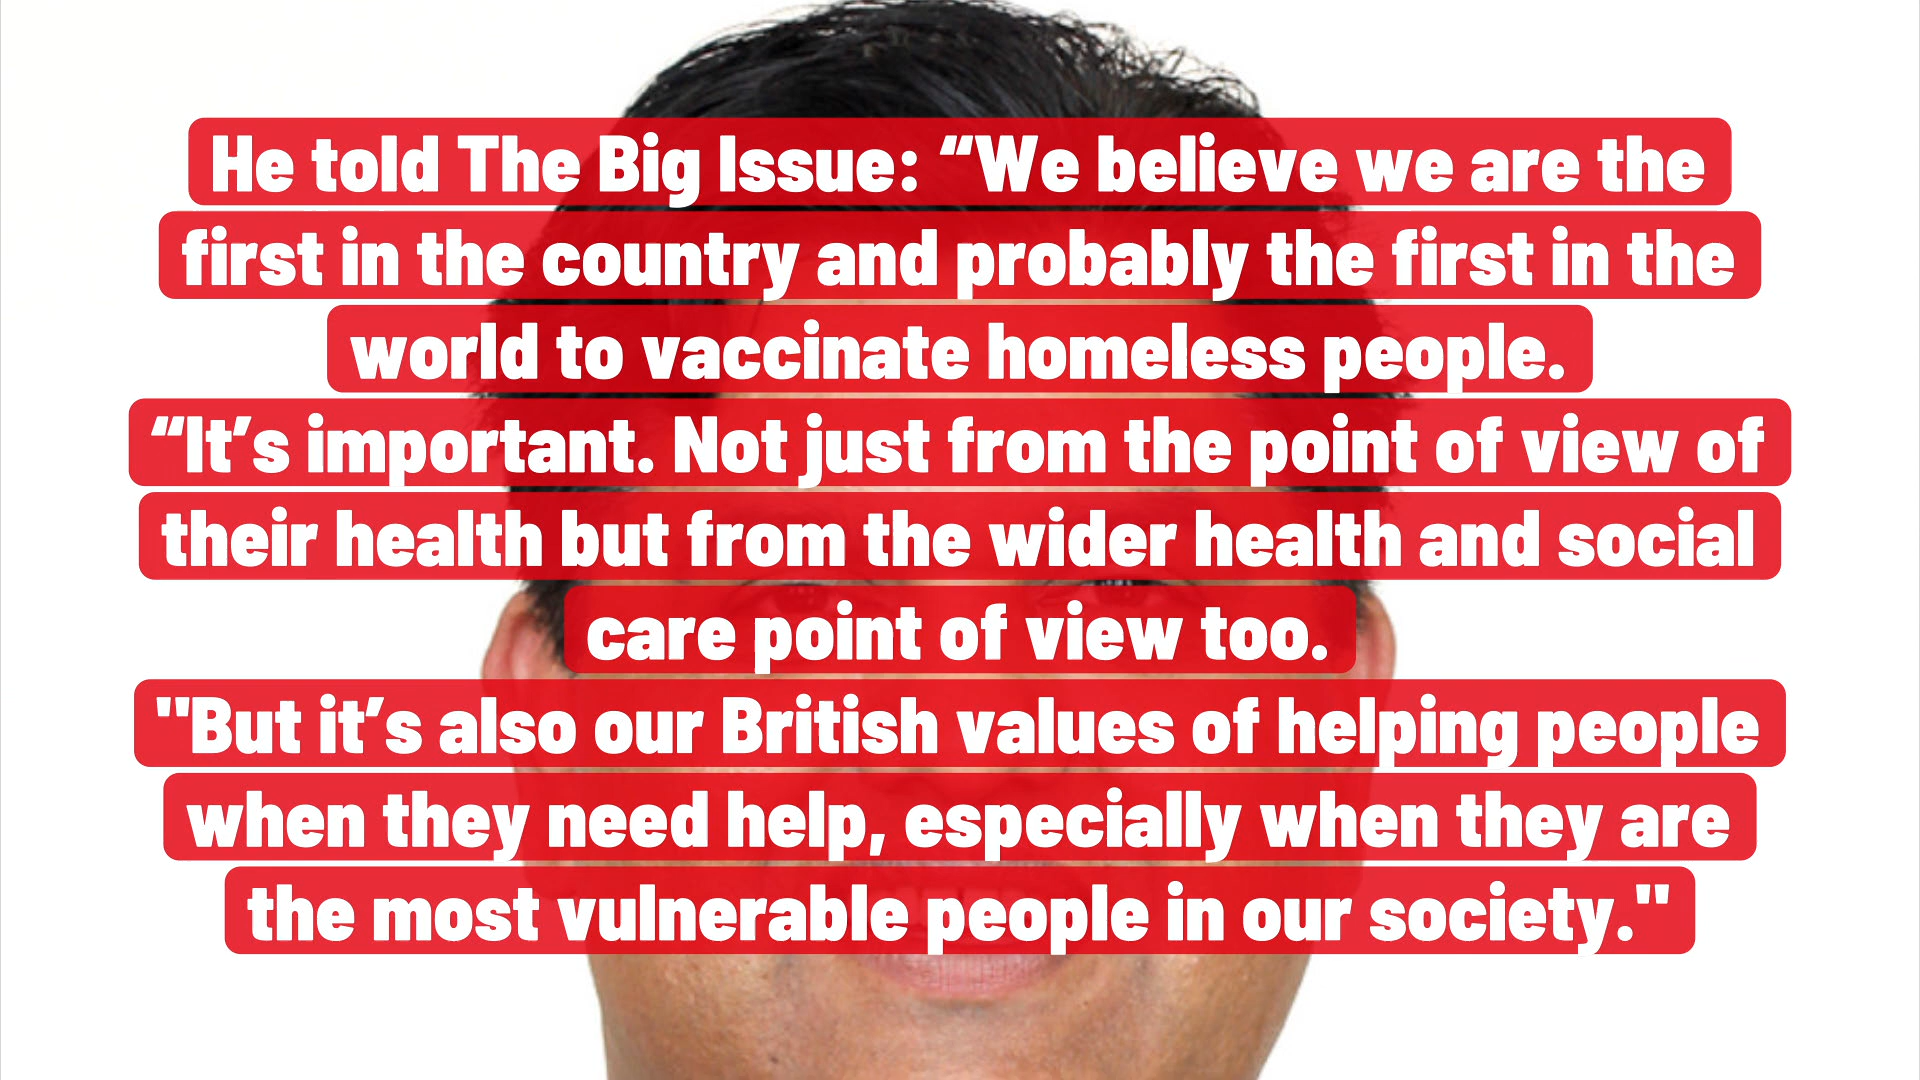 He told The Big Issue: “We believe we are the
first in the country and probably the first in the
world to vaccinate homeless people.
“It’s important. Not just from the point of view of
their health but from the wider health and social
care point of view too.
"But it’s also our British values of helping people
when they need help, especially when they are
the most vulnerable people in our society."